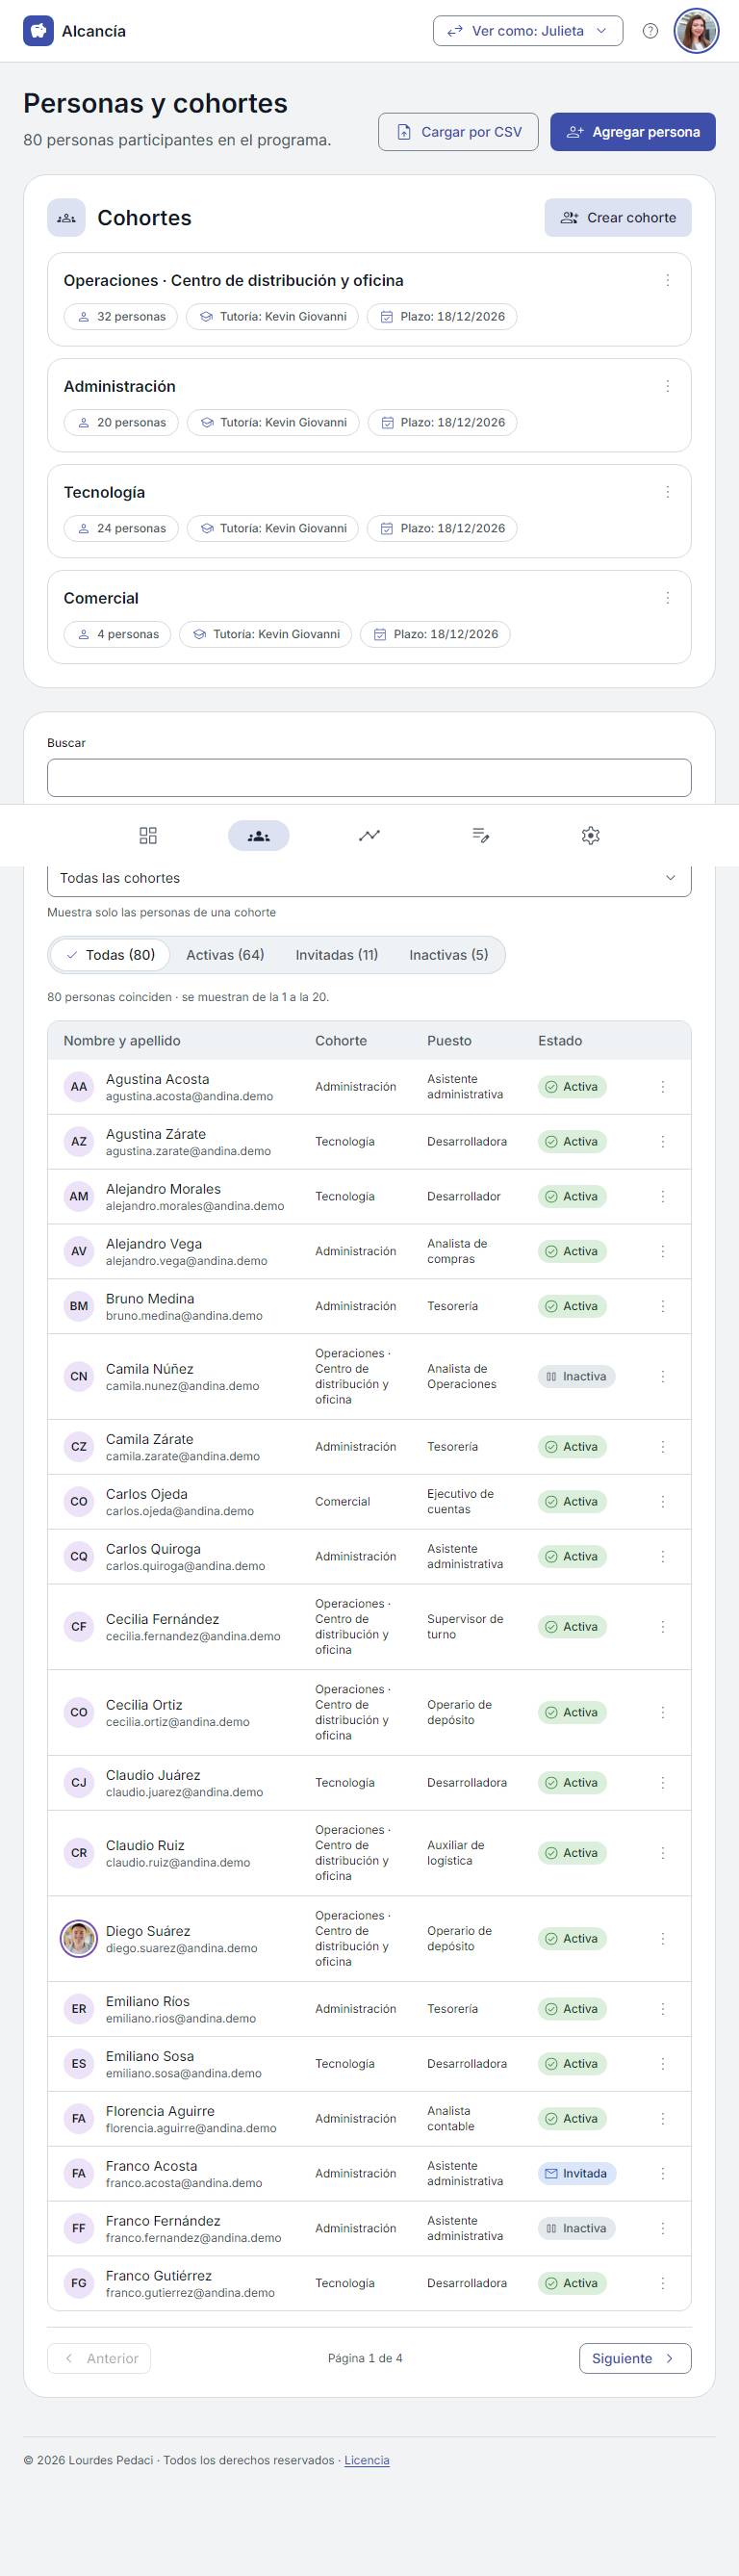 Alcancía
Ver como: Julieta
Personas y cohortes
80 personas participantes en el programa.
Cargar por CSV
Agregar persona
Cohortes
Crear cohorte
Operaciones · Centro de distribución y oficina
32 personas
Tutoría: Kevin Giovanni
Plazo: 18/12/2026
Administración
20 personas
Tutoría: Kevin Giovanni
Plazo: 18/12/2026
Tecnología
24 personas
Tutoría: Kevin Giovanni
Plazo: 18/12/2026
Comercial
4 personas
Tutoría: Kevin Giovanni
Plazo: 18/12/2026
Buscar
Todas las cohortes
Muestra solo las personas de una cohorte
Todas (80)
Activas (64)
Invitadas (11)
Inactivas (5)
80 personas coinciden · se muestran de la 1 a la 20.
Nombre y apellido
Cohorte
Puesto
Estado
AA
Agustina Acosta
agustina.acosta@andina.demo
Administración
Asistente
administrativa
Activa
AZ
Agustina Zárate
agustina.zarate@andina.demo
Tecnología
Desarrolladora
Activa
AM
Alejandro Morales
alejandro.morales@andina.demo
Tecnología
Desarrollador
Activa
AV
Alejandro Vega
alejandro.vega@andina.demo
Administración
Analista de
compras
Activa
BM
Bruno Medina
bruno.medina@andina.demo
Administración
Tesorería
Activa
CN
Camila Núñez
camila.nunez@andina.demo
Operaciones ·
Centro de
distribución y
oficina
Analista de
Operaciones
Inactiva
CZ
Camila Zárate
camila.zarate@andina.demo
Administración
Tesorería
Activa
CO
Carlos Ojeda
carlos.ojeda@andina.demo
Comercial
Ejecutivo de
cuentas
Activa
CQ
Carlos Quiroga
carlos.quiroga@andina.demo
Administración
Asistente
administrativa
Activa
CF
Cecilia Fernández
cecilia.fernandez@andina.demo
Operaciones ·
Centro de
distribución y
oficina
Supervisor de
turno
Activa
CO
Cecilia Ortiz
cecilia.ortiz@andina.demo
Operaciones ·
Centro de
distribución y
oficina
Operario de
depósito
Activa
CJ
Claudio Juárez
claudio.juarez@andina.demo
Tecnología
Desarrolladora
Activa
CR
Claudio Ruiz
claudio.ruiz@andina.demo
Operaciones ·
Centro de
distribución y
oficina
Auxiliar de
logística
Activa
Diego Suárez
diego.suarez@andina.demo
Operaciones ·
Centro de
distribución y
oficina
Operario de
depósito
Activa
ER
Emiliano Ríos
emiliano.rios@andina.demo
Administración
Tesorería
Activa
ES
Emiliano Sosa
emiliano.sosa@andina.demo
Tecnología
Desarrolladora
Activa
FA
Florencia Aguirre
florencia.aguirre@andina.demo
Administración
Analista
contable
Activa
FA
Franco Acosta
franco.acosta@andina.demo
Administración
Asistente
administrativa
Invitada
FF
Franco Fernández
franco.fernandez@andina.demo
Administración
Asistente
administrativa
Inactiva
FG
Franco Gutiérrez
franco.gutierrez@andina.demo
Tecnología
Desarrolladora
Activa
Anterior
Página 1 de 4
Siguiente
© 2026 Lourdes Pedaci · Todos los derechos reservados · Licencia